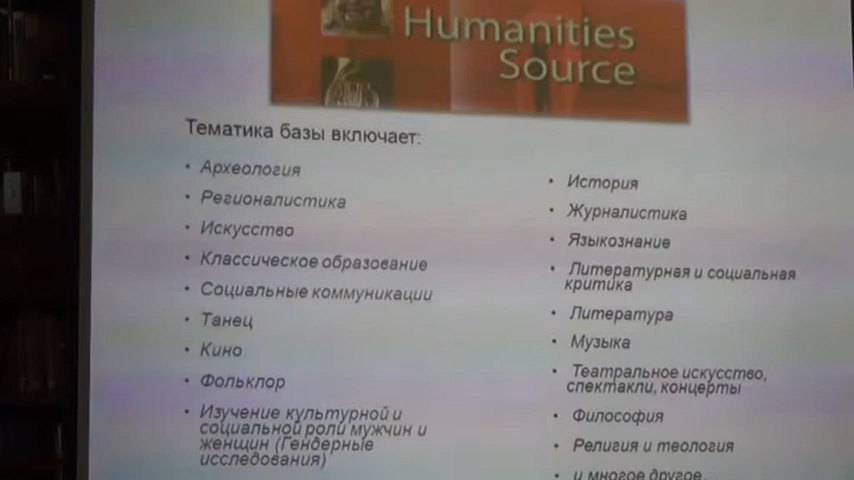 Humanities
Source
Тематика базы включает:
• Археология
• Регионалистика
• Искусство
• Классическое образование
• Социальные коммуникации
• Танец
• Кино
• Фольклор
• Изучение культурной и
социальной роли мужчин и
женщин (Гендерные
исследования)
• История
• Журналистика
• Языкознание
• Литературная и социальная
критика
• Литература
• Музыка
• Театральное искусство,
спектакли, концерты
• Философия
• Религия и теология
• и многое другое.